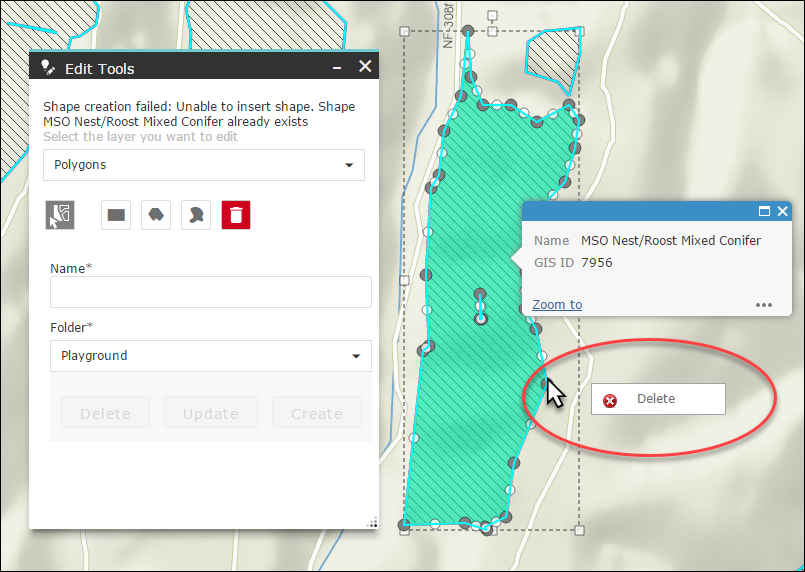 NF-308f
Edit Tools
Shape creation failed: Unable to insert shape. Shape
MSO Nest/Roost Mixed Conifer already exists
Select the layer you want to edit
Polygons
Name*
Folder*
Playground
Delete
Update
Create
Name MSO Nest/Roost Mixed Conifer
GIS ID 7956
Zoom to
Delete